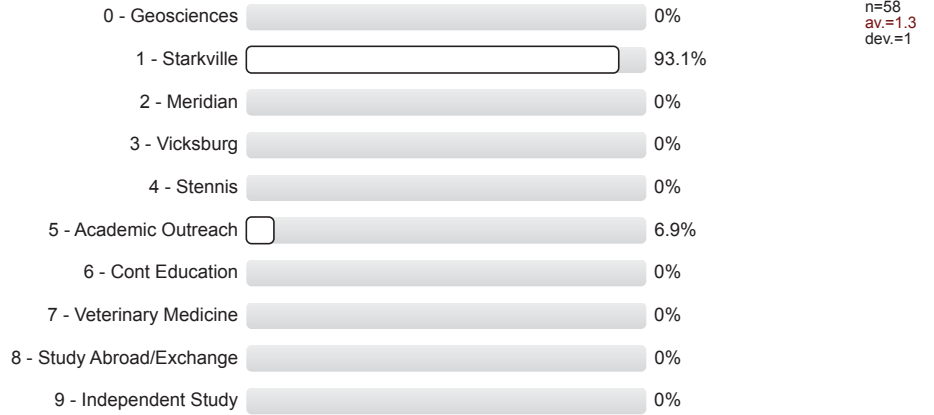 0 - Geosciences 0%
n=58
av.=1.3
dev.=1
1 - Starkville 93.1%
2 - Meridian 0%
3 - Vicksburg 0%
4 - Stennis 0%
5 - Academic Outreach 6.9%
6 - Cont Education 0%
7 - Veterinary Medicine 0%
8 - Study Abroad/Exchange 0%
9 - Independent Study 0%